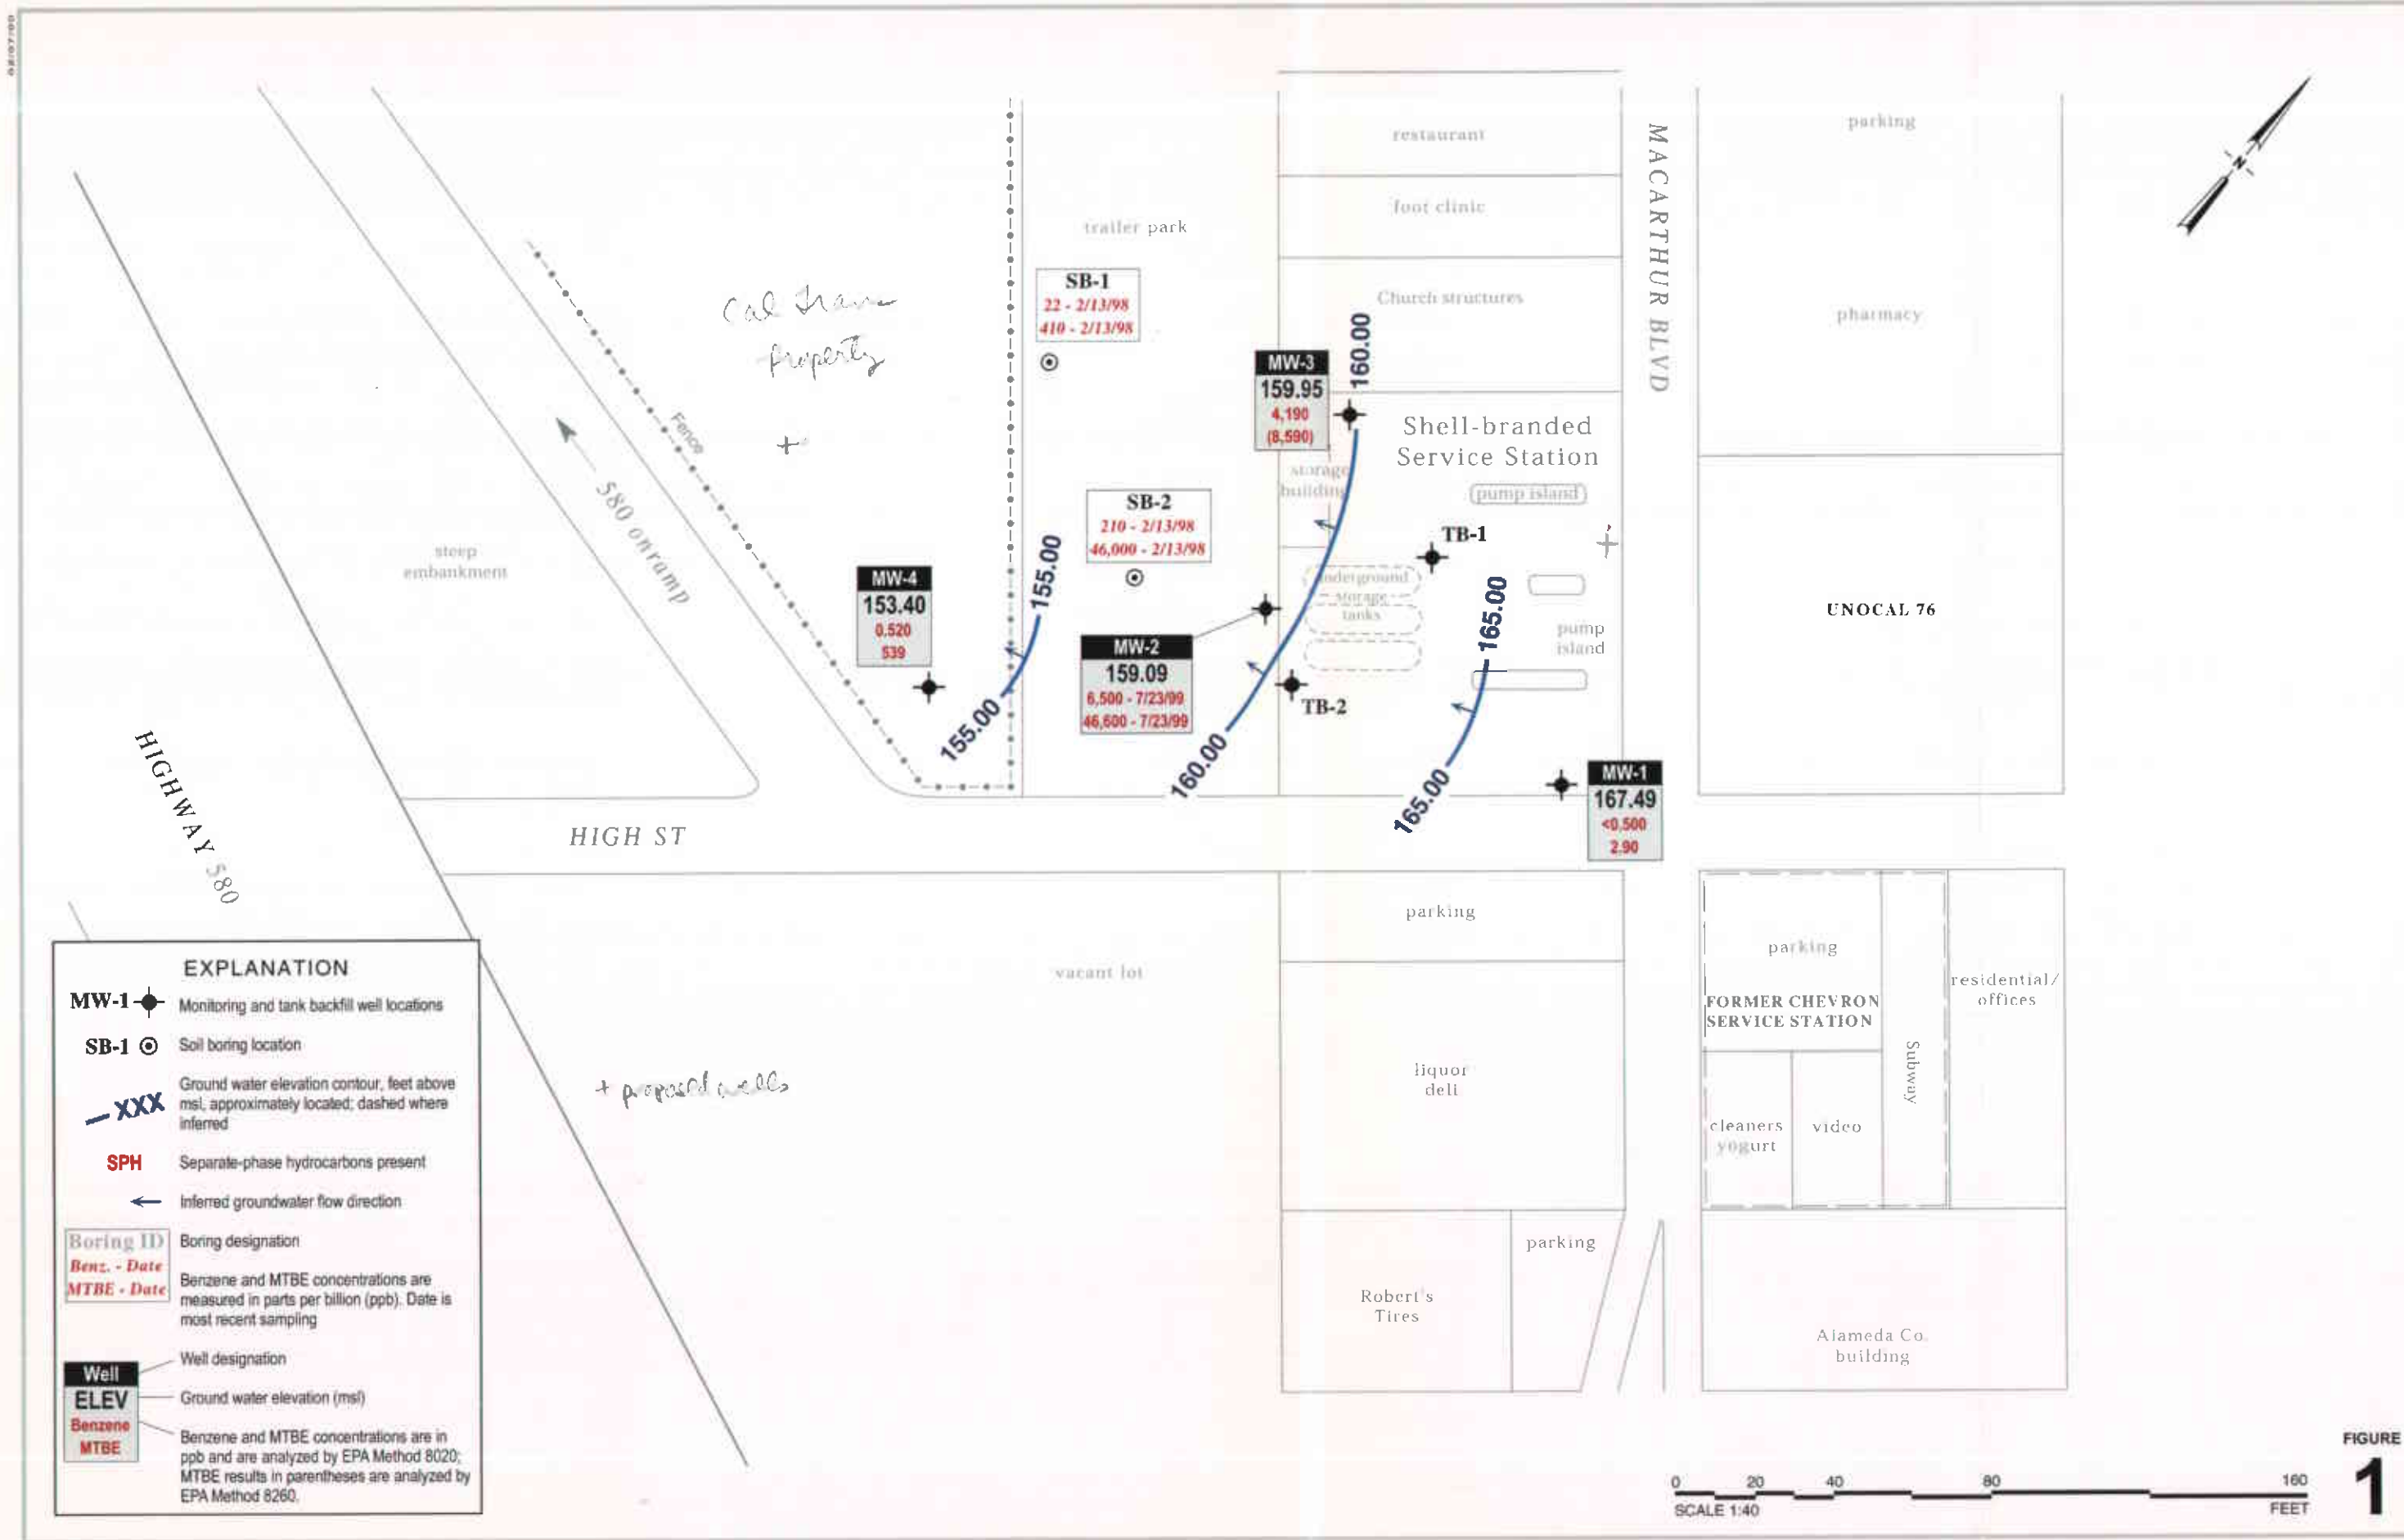 02/07/00
restaurant
foot clinic
Church structures
MACARTHUR BLVD
parking
pharmacy
UNOCAL 76
N
trailer park
SB-1
22 - 2/13/98
410 - 2/13/98
Cal Trans
Property
+
Fence
580 onramp
steep
embankment
HIGHWAY 580
MW-3
159.95
4,190
(8,590)
160.00
Shell-branded
Service Station
storage
building
pump island
SB-2
210 - 2/13/98
46,000 - 2/13/98
TB-1
+
underground
storage
tanks
pump
island
MW-4
153.40
0.520
539
155.00
155.00
MW-2
159.09
6,500 - 7/23/99
46,600 - 7/23/99
TB-2
160.00
165.00
165.00
MW-1
167.49
<0.500
2.90
HIGH ST
vacant lot
+ proposed wells
parking
liquor
deli
Robert's
Tires
parking
parking
FORMER CHEVRON
SERVICE STATION
cleaners
yogurt
video
Subway
residential/
offices
Alameda Co.
building
EXPLANATION
MW-1 Monitoring and tank backfill well locations
SB-1 Soil boring location
XXX Ground water elevation contour, feet above
msl, approximately located; dashed where
inferred
SPH Separate-phase hydrocarbons present
Inferred groundwater flow direction
Boring ID Boring designation
Benz. - Date
MTBE - Date
Benzene and MTBE concentrations are
measured in parts per billion (ppb). Date is
most recent sampling
Well
ELEV
Benzene
MTBE
Well designation
Ground water elevation (msl)
Benzene and MTBE concentrations are in
ppb and are analyzed by EPA Method 8020;
MTBE results in parentheses are analyzed by
EPA Method 8260.
0 20 40 80 160
SCALE 1:40 FEET
FIGURE
1